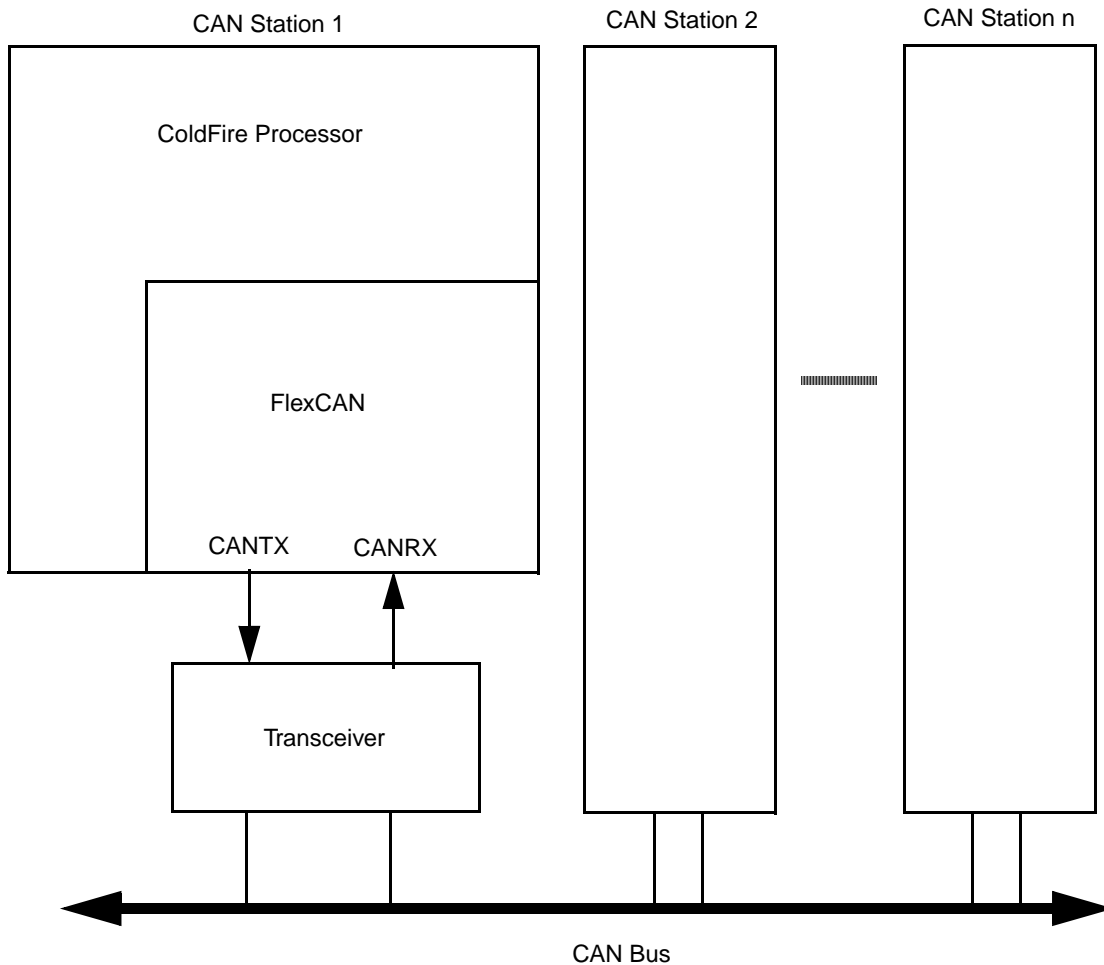 CAN Station 1
CAN Station 2
CAN Station n
ColdFire Processor
FlexCAN
CANTX
CANRX
Transceiver
CAN Bus